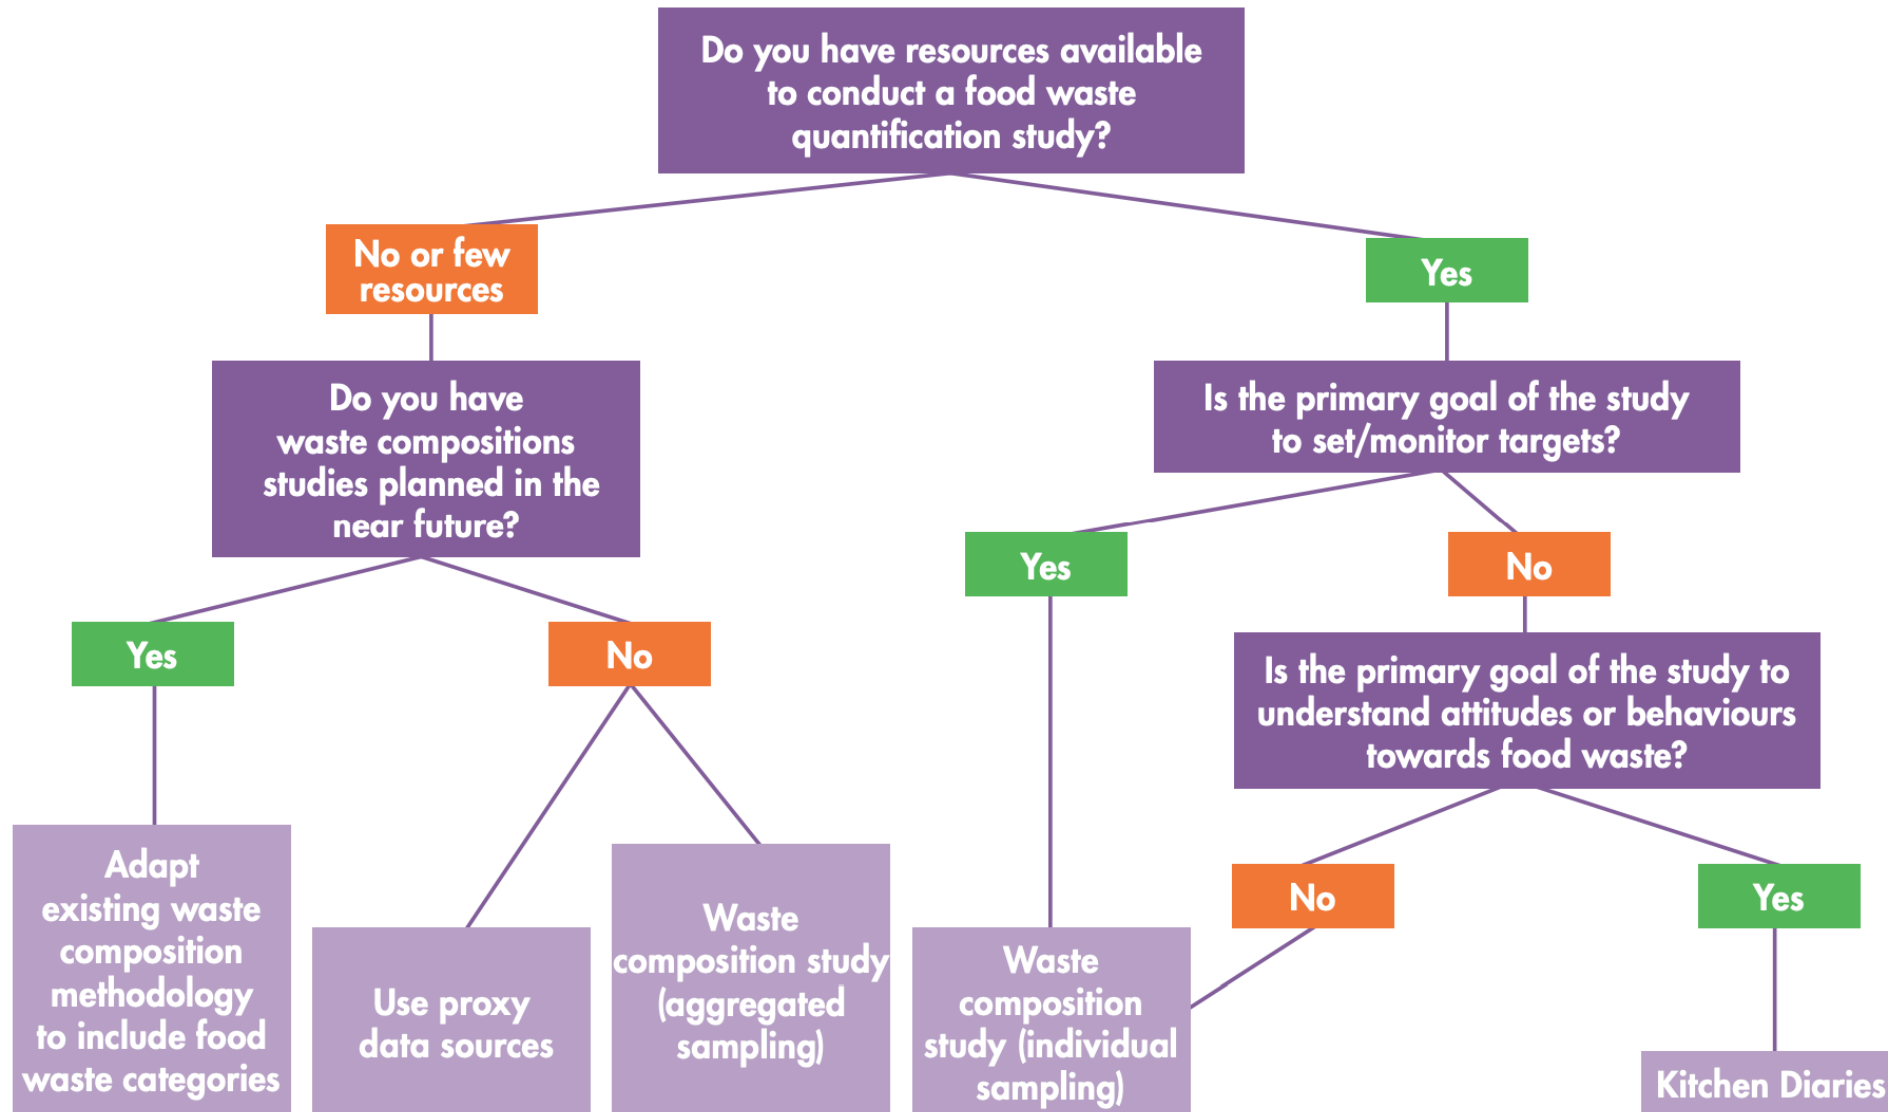 Do you have resources available
to conduct a food waste
quantification study?
No or few
resources
Yes
Do you have
waste compositions
studies planned in the
near future?
Is the primary goal of the study
to set/monitor targets?
Yes
No
Yes
No
Is the primary goal of the study to
understand attitudes or behaviours
towards food waste?
No
Yes
Adapt
existing waste
composition
methodology
to include food
waste categories
Use proxy
data sources
Waste
composition study
(aggregated
sampling)
Waste
composition
study (individual
sampling)
Kitchen Diaries